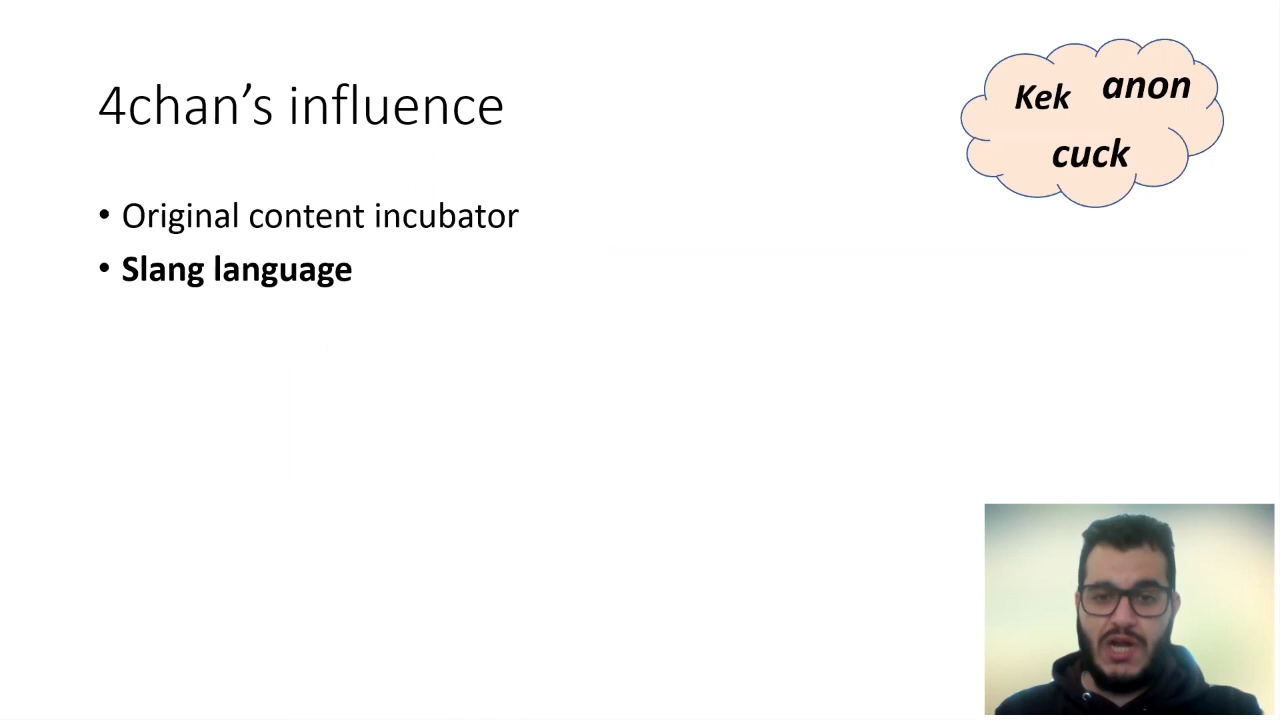 4chan’s influence
Kek anon
cuck
• Original content incubator
• Slang language